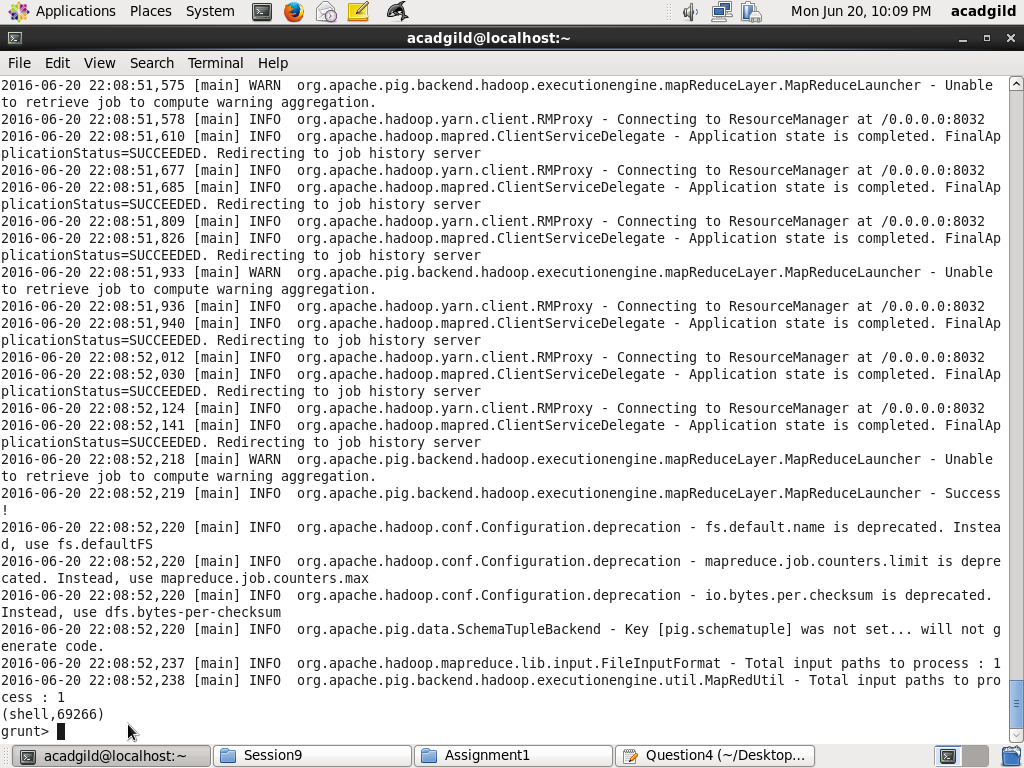 Applications Places System Mon Jun 20, 10:09 PM acadgild
acadgild@localhost:~
File Edit View Search Terminal Help
2016-06-20 22:08:51,575 [main] WARN  org.apache.pig.backend.hadoop.executionengine.mapReduceLayer.MapReduceLauncher - Unable
to retrieve job to compute warning aggregation.
2016-06-20 22:08:51,578 [main] INFO  org.apache.hadoop.yarn.client.RMProxy - Connecting to ResourceManager at /0.0.0.0:8032
2016-06-20 22:08:51,610 [main] INFO  org.apache.hadoop.mapred.ClientServiceDelegate - Application state is completed. FinalAp
plicationStatus=SUCCEEDED. Redirecting to job history server
2016-06-20 22:08:51,677 [main] INFO  org.apache.hadoop.yarn.client.RMProxy - Connecting to ResourceManager at /0.0.0.0:8032
2016-06-20 22:08:51,685 [main] INFO  org.apache.hadoop.mapred.ClientServiceDelegate - Application state is completed. FinalAp
plicationStatus=SUCCEEDED. Redirecting to job history server
2016-06-20 22:08:51,809 [main] INFO  org.apache.hadoop.yarn.client.RMProxy - Connecting to ResourceManager at /0.0.0.0:8032
2016-06-20 22:08:51,826 [main] INFO  org.apache.hadoop.mapred.ClientServiceDelegate - Application state is completed. FinalAp
plicationStatus=SUCCEEDED. Redirecting to job history server
2016-06-20 22:08:51,933 [main] WARN  org.apache.pig.backend.hadoop.executionengine.mapReduceLayer.MapReduceLauncher - Unable
to retrieve job to compute warning aggregation.
2016-06-20 22:08:51,936 [main] INFO  org.apache.hadoop.yarn.client.RMProxy - Connecting to ResourceManager at /0.0.0.0:8032
2016-06-20 22:08:51,940 [main] INFO  org.apache.hadoop.mapred.ClientServiceDelegate - Application state is completed. FinalAp
plicationStatus=SUCCEEDED. Redirecting to job history server
2016-06-20 22:08:52,012 [main] INFO  org.apache.hadoop.yarn.client.RMProxy - Connecting to ResourceManager at /0.0.0.0:8032
2016-06-20 22:08:52,030 [main] INFO  org.apache.hadoop.mapred.ClientServiceDelegate - Application state is completed. FinalAp
plicationStatus=SUCCEEDED. Redirecting to job history server
2016-06-20 22:08:52,124 [main] INFO  org.apache.hadoop.yarn.client.RMProxy - Connecting to ResourceManager at /0.0.0.0:8032
2016-06-20 22:08:52,141 [main] INFO  org.apache.hadoop.mapred.ClientServiceDelegate - Application state is completed. FinalAp
plicationStatus=SUCCEEDED. Redirecting to job history server
2016-06-20 22:08:52,218 [main] WARN  org.apache.pig.backend.hadoop.executionengine.mapReduceLayer.MapReduceLauncher - Unable
to retrieve job to compute warning aggregation.
2016-06-20 22:08:52,219 [main] INFO  org.apache.pig.backend.hadoop.executionengine.mapReduceLayer.MapReduceLauncher - Success
!
2016-06-20 22:08:52,220 [main] INFO  org.apache.hadoop.conf.Configuration.deprecation - fs.default.name is deprecated. Instea
d, use fs.defaultFS
2016-06-20 22:08:52,220 [main] INFO  org.apache.hadoop.conf.Configuration.deprecation - mapreduce.job.counters.limit is depre
cated. Instead, use mapreduce.job.counters.max
2016-06-20 22:08:52,220 [main] INFO  org.apache.hadoop.conf.Configuration.deprecation - io.bytes.per.checksum is deprecated.
Instead, use dfs.bytes-per-checksum
2016-06-20 22:08:52,220 [main] INFO  org.apache.pig.data.SchemaTupleBackend - Key [pig.schematuple] was not set... will not g
enerate code.
2016-06-20 22:08:52,237 [main] INFO  org.apache.hadoop.mapreduce.lib.input.FileInputFormat - Total input paths to process : 1
2016-06-20 22:08:52,238 [main] INFO  org.apache.pig.backend.hadoop.executionengine.util.MapRedUtil - Total input paths to pro
cess : 1
(shell,69266)
grunt>
acadgild@localhost:~ Session9 Assignment1 Question4 (~/Desktop...